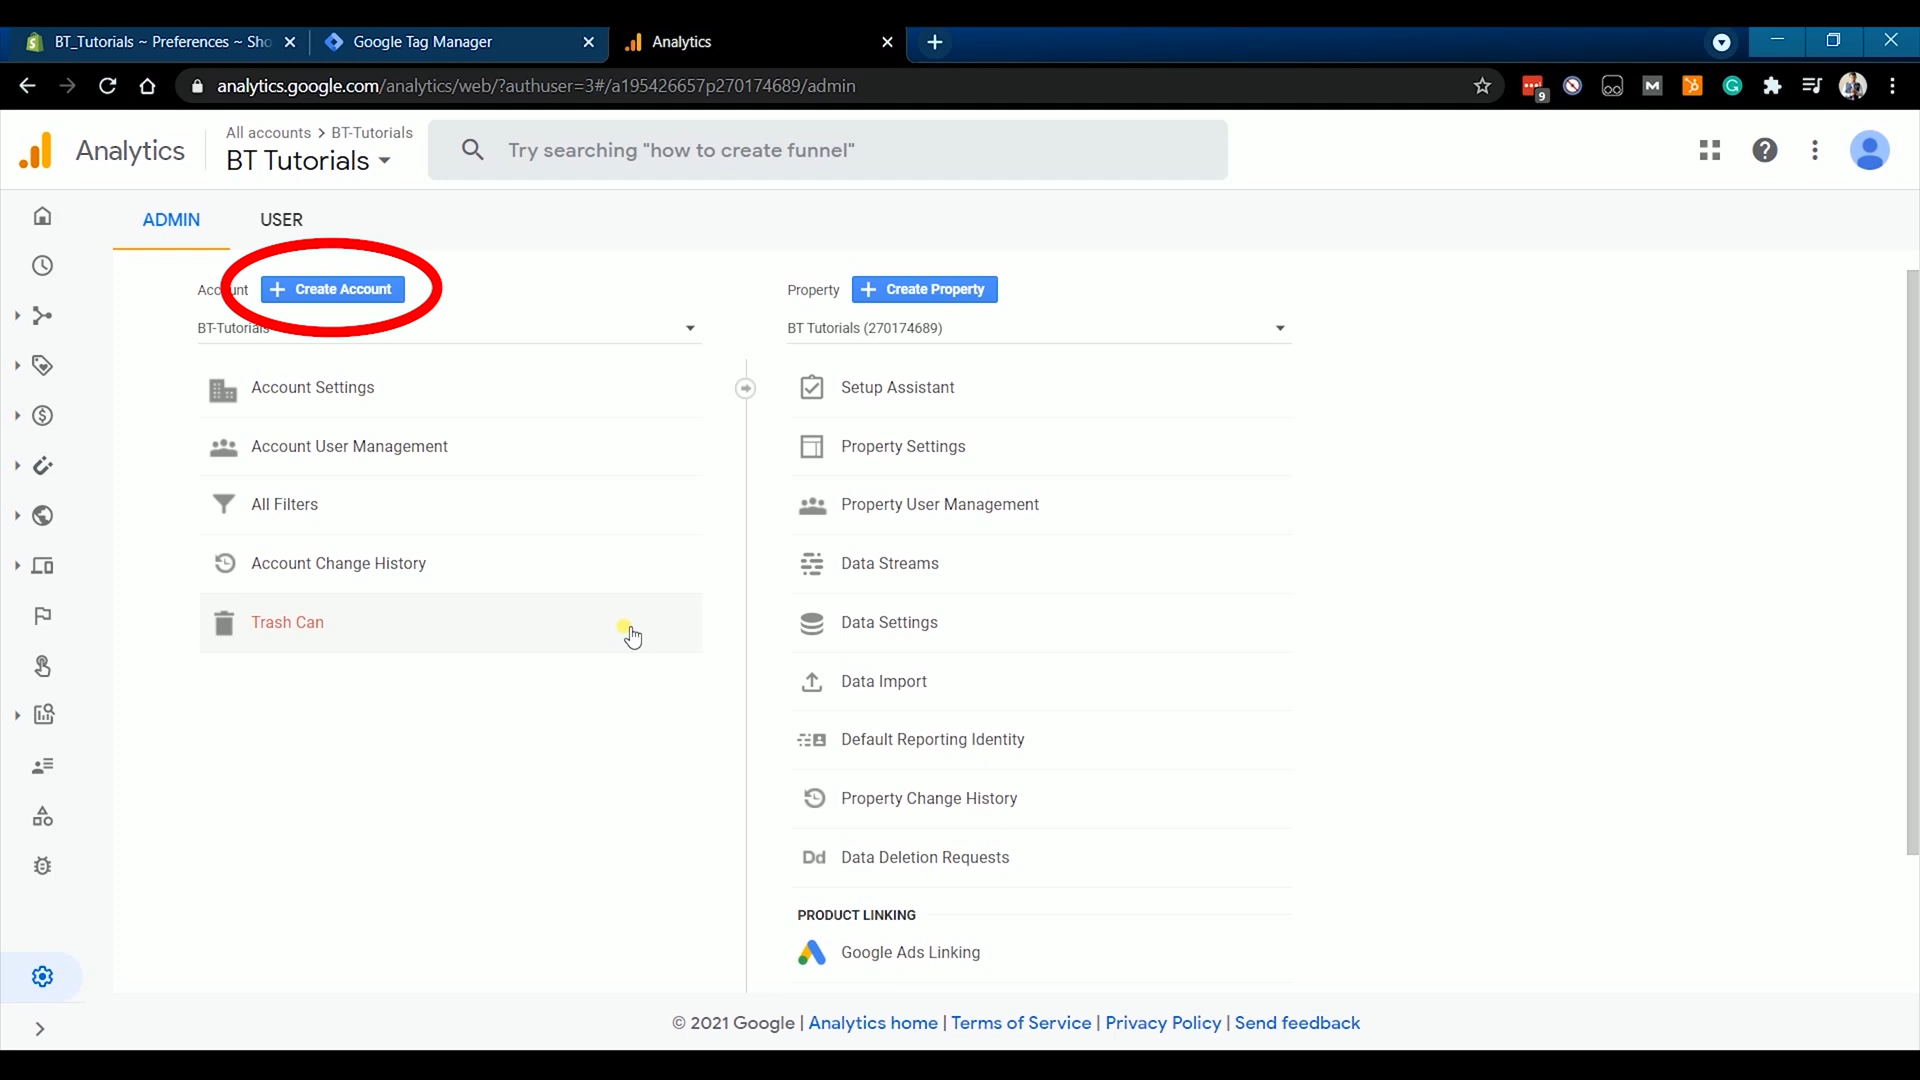 BT_Tutorials ~ Preferences ~ Sho
Google Tag Manager
Analytics
analytics.google.com/analytics/web/?authuser=3#/a195426657p270174689/admin
9
Analytics
All accounts > BT-Tutorials
BT Tutorials
Try searching "how to create funnel"
ADMIN
USER
Account
Create Account
Property
Create Property
BT-Tutorials
BT Tutorials (270174689)
Account Settings
Setup Assistant
Account User Management
Property Settings
All Filters
Property User Management
Account Change History
Data Streams
Trash Can
Data Settings
Data Import
Default Reporting Identity
Property Change History
Dd Data Deletion Requests
PRODUCT LINKING
Google Ads Linking
© 2021 Google | Analytics home | Terms of Service | Privacy Policy | Send feedback